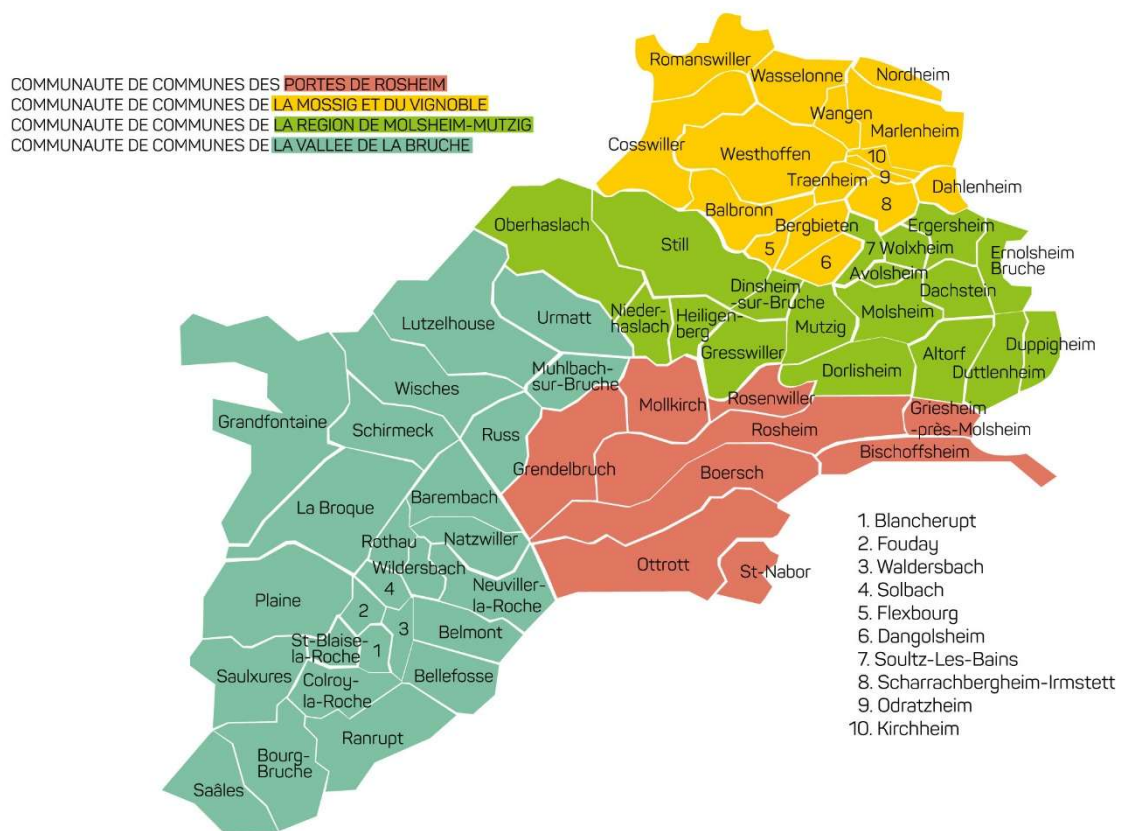 COMMUNAUTE DE COMMUNES DES PORTES DE ROSHEIM
COMMUNAUTE DE COMMUNES DE LA MOSSIG ET DU VIGNOBLE
COMMUNAUTE DE COMMUNES DE LA REGION DE MOLSHEIM-MUTZIG
COMMUNAUTE DE COMMUNES DE LA VALLEE DE LA BRUCHE
Romanswiller
Wasselonne
Nordheim
Wangen
Marlenheim
Cosswiller
Westhoffen
10
Traenheim
9
Dahlenheim
8
Balbronn
Bergbieten
Ergersheim
Oberhaslach
Still
5
6
7
Wolxheim
Ernolsheim
Bruche
Avolsheim
Dinsheim
-sur-Bruche
Dachstein
Urmatt
Nieder-
haslach
Heiligen-
berg
Mutzig
Molsheim
Lutzelhouse
Gresswiller
Altorf
Duppigheim
Duttlenheim
Dorlisheim
Muhlbach-
sur-Bruche
Wisches
Mollkirch
Rosenwiller
Griesheim
-près-Molsheim
Grandfontaine
Schirmeck
Russ
Rosheim
Bischoffsheim
Grendelbruch
Boersch
La Broque
Barembach
Natzwiller
Rothau
Wildersbach
Ottrott
St-Nabor
Neuviller-
la-Roche
Plaine
4
2
3
Belmont
St-Blaise-
la-Roche
1
Saulxures
Colroy-
la-Roche
Bellefosse
Ranrupt
Bourg-
Bruche
Saâles
1. Blancherupt
2. Fouday
3. Waldersbach
4. Solbach
5. Flexbourg
6. Dangolsheim
7. Soultz-Les-Bains
8. Scharrachbergheim-Irmstett
9. Odratzheim
10. Kirchheim